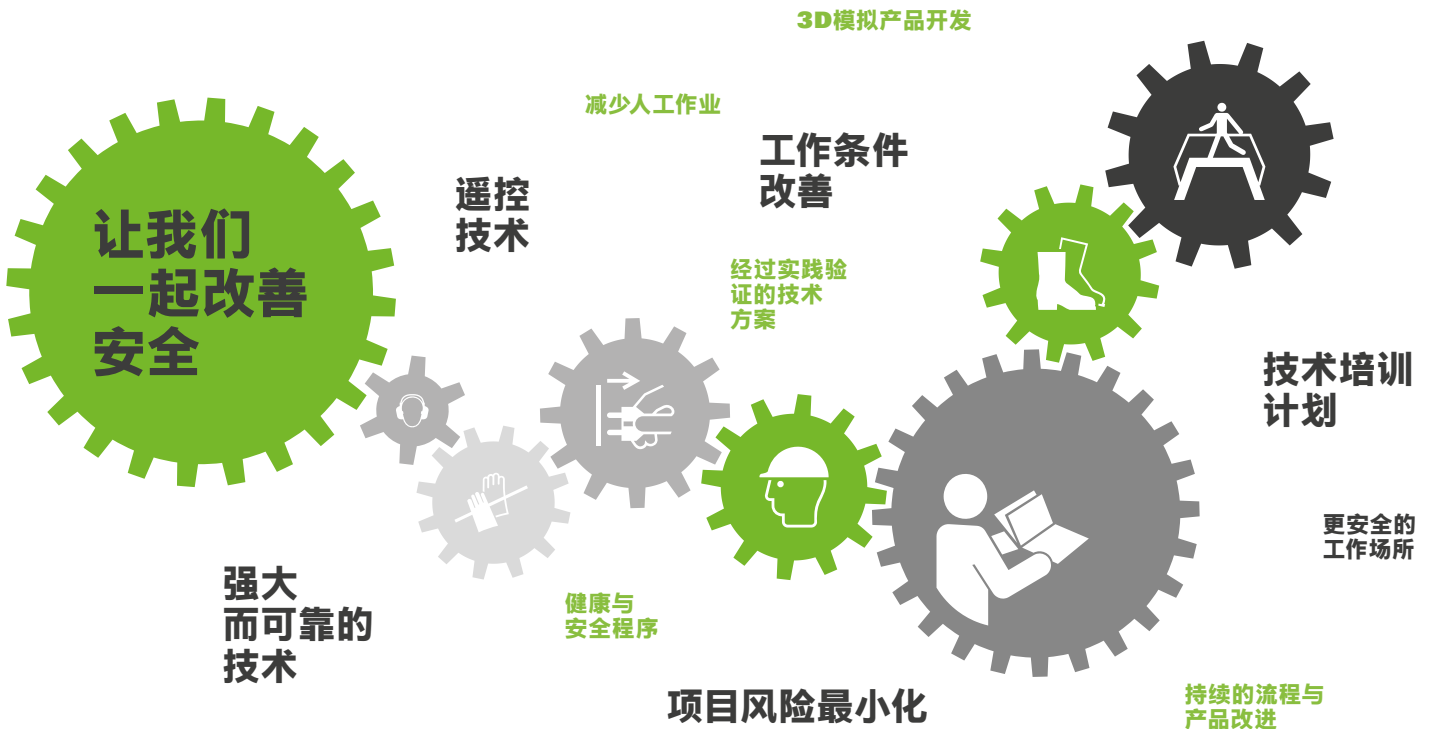 3D模拟产品开发
减少人工作业
工作条件
改善
遥控
技术
让我们
一起改善
安全
经过实践验
证的技术
方案
技术培训
计划
更安全的
工作场所
强大
而可靠的
技术
健康与
安全程序
项目风险最小化
持续的流程与
产品改进